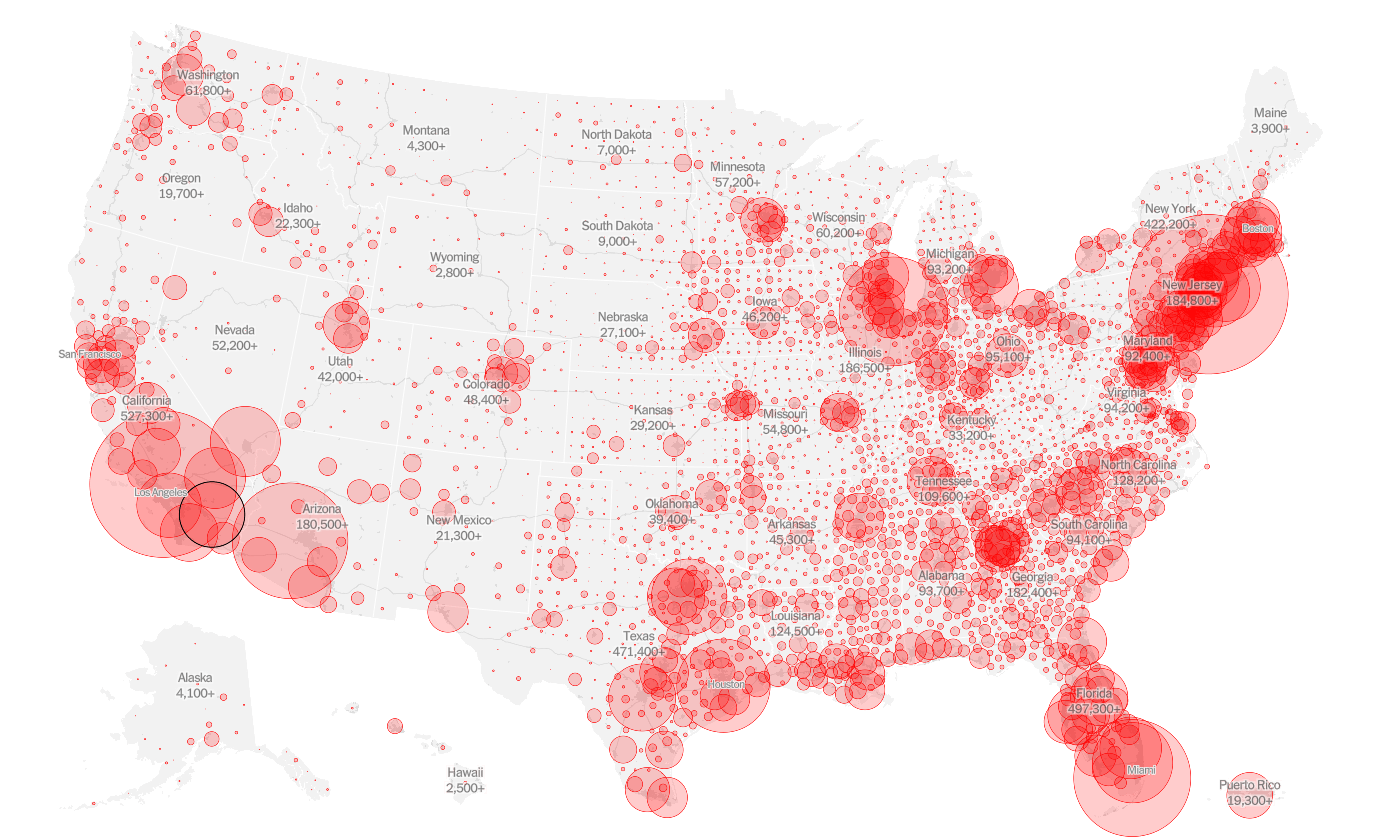 Washington
61,800+
Montana
4,300+
North Dakota
7,000+
Minnesota
57,200+
Maine
3,900+
Oregon
19,700+
Idaho
22,300+
South Dakota
9,000+
Wisconsin
60,200+
New York
422,200+
Boston
Wyoming
2,800+
Michigan
93,200+
New Jersey
184,800+
Nevada
52,200+
Nebraska
27,100+
Iowa
46,200+
San Francisco
Utah
42,000+
Illinois
186,500+
Ohio
95,100+
Maryland
92,400+
Colorado
48,400+
California
527,300+
Kansas
29,200+
Missouri
54,800+
Kentucky
33,200+
Virginia
94,200+
Los Angeles
Arizona
180,500+
New Mexico
21,300+
Oklahoma
39,400+
Arkansas
45,300+
Tennessee
109,600+
North Carolina
128,200+
South Carolina
94,100+
Alabama
93,700+
Georgia
182,400+
Texas
471,400+
Louisiana
124,500+
Houston
Florida
497,300+
Miami
Alaska
4,100+
Hawaii
2,500+
Puerto Rico
19,300+